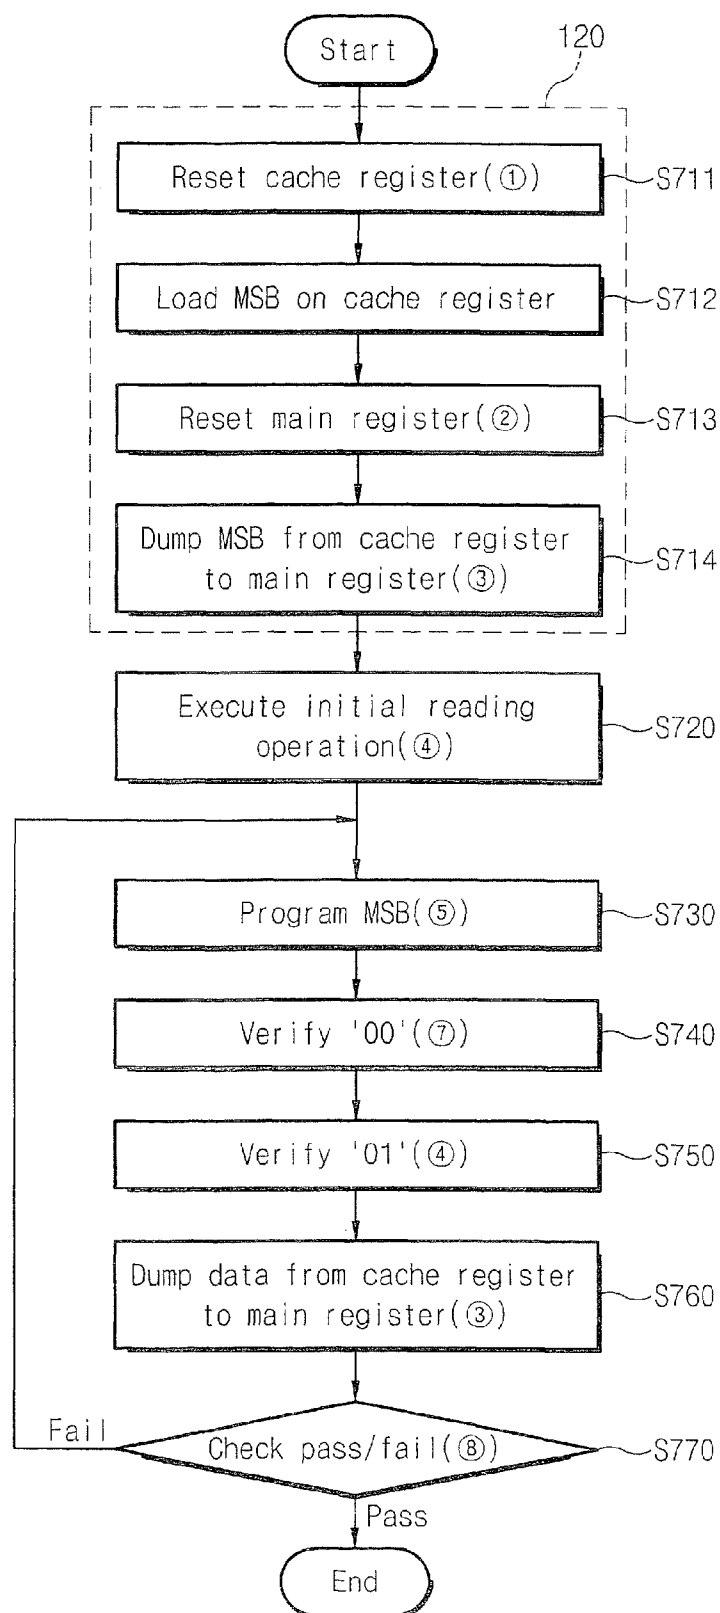 Start
120
Reset cache register(①)
S711
Load MSB on cache register
S712
Reset main register(②)
S713
Dump MSB from cache register
to main register(③)
S714
Execute initial reading
operation(④)
S720
Program MSB(⑤)
S730
Verify '00'(⑦)
S740
Verify '01'(④)
S750
Dump data from cache register
to main register(③)
S760
Fail
Check pass/fail(⑧)
S770
Pass
End